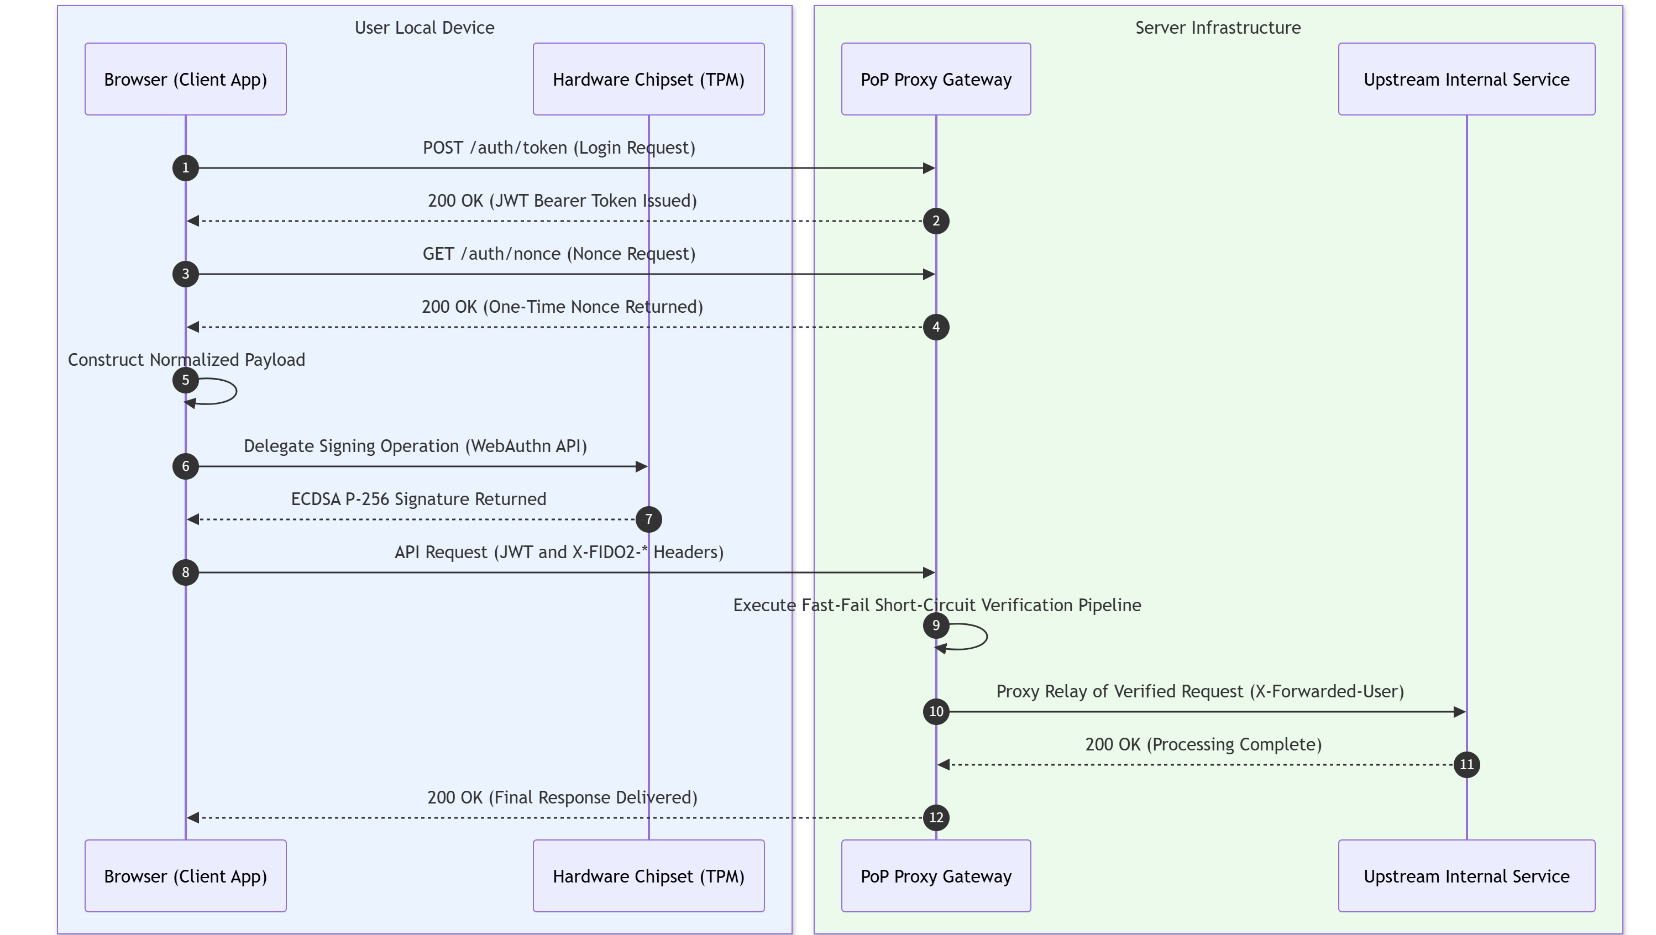 User Local Device
Server Infrastructure
Browser (Client App)
Hardware Chipset (TPM)
PoP Proxy Gateway
Upstream Internal Service
POST /auth/token (Login Request)
1
200 OK (JWT Bearer Token Issued)
2
GET /auth/nonce (Nonce Request)
3
200 OK (One-Time Nonce Returned)
4
Construct Normalized Payload
5
Delegate Signing Operation (WebAuthn API)
6
ECDSA P-256 Signature Returned
7
API Request (JWT and X-FIDO2-* Headers)
8
Execute Fast-Fail Short-Circuit Verification Pipeline
9
Proxy Relay of Verified Request (X-Forwarded-User)
10
200 OK (Processing Complete)
11
200 OK (Final Response Delivered)
12
Browser (Client App)
Hardware Chipset (TPM)
PoP Proxy Gateway
Upstream Internal Service